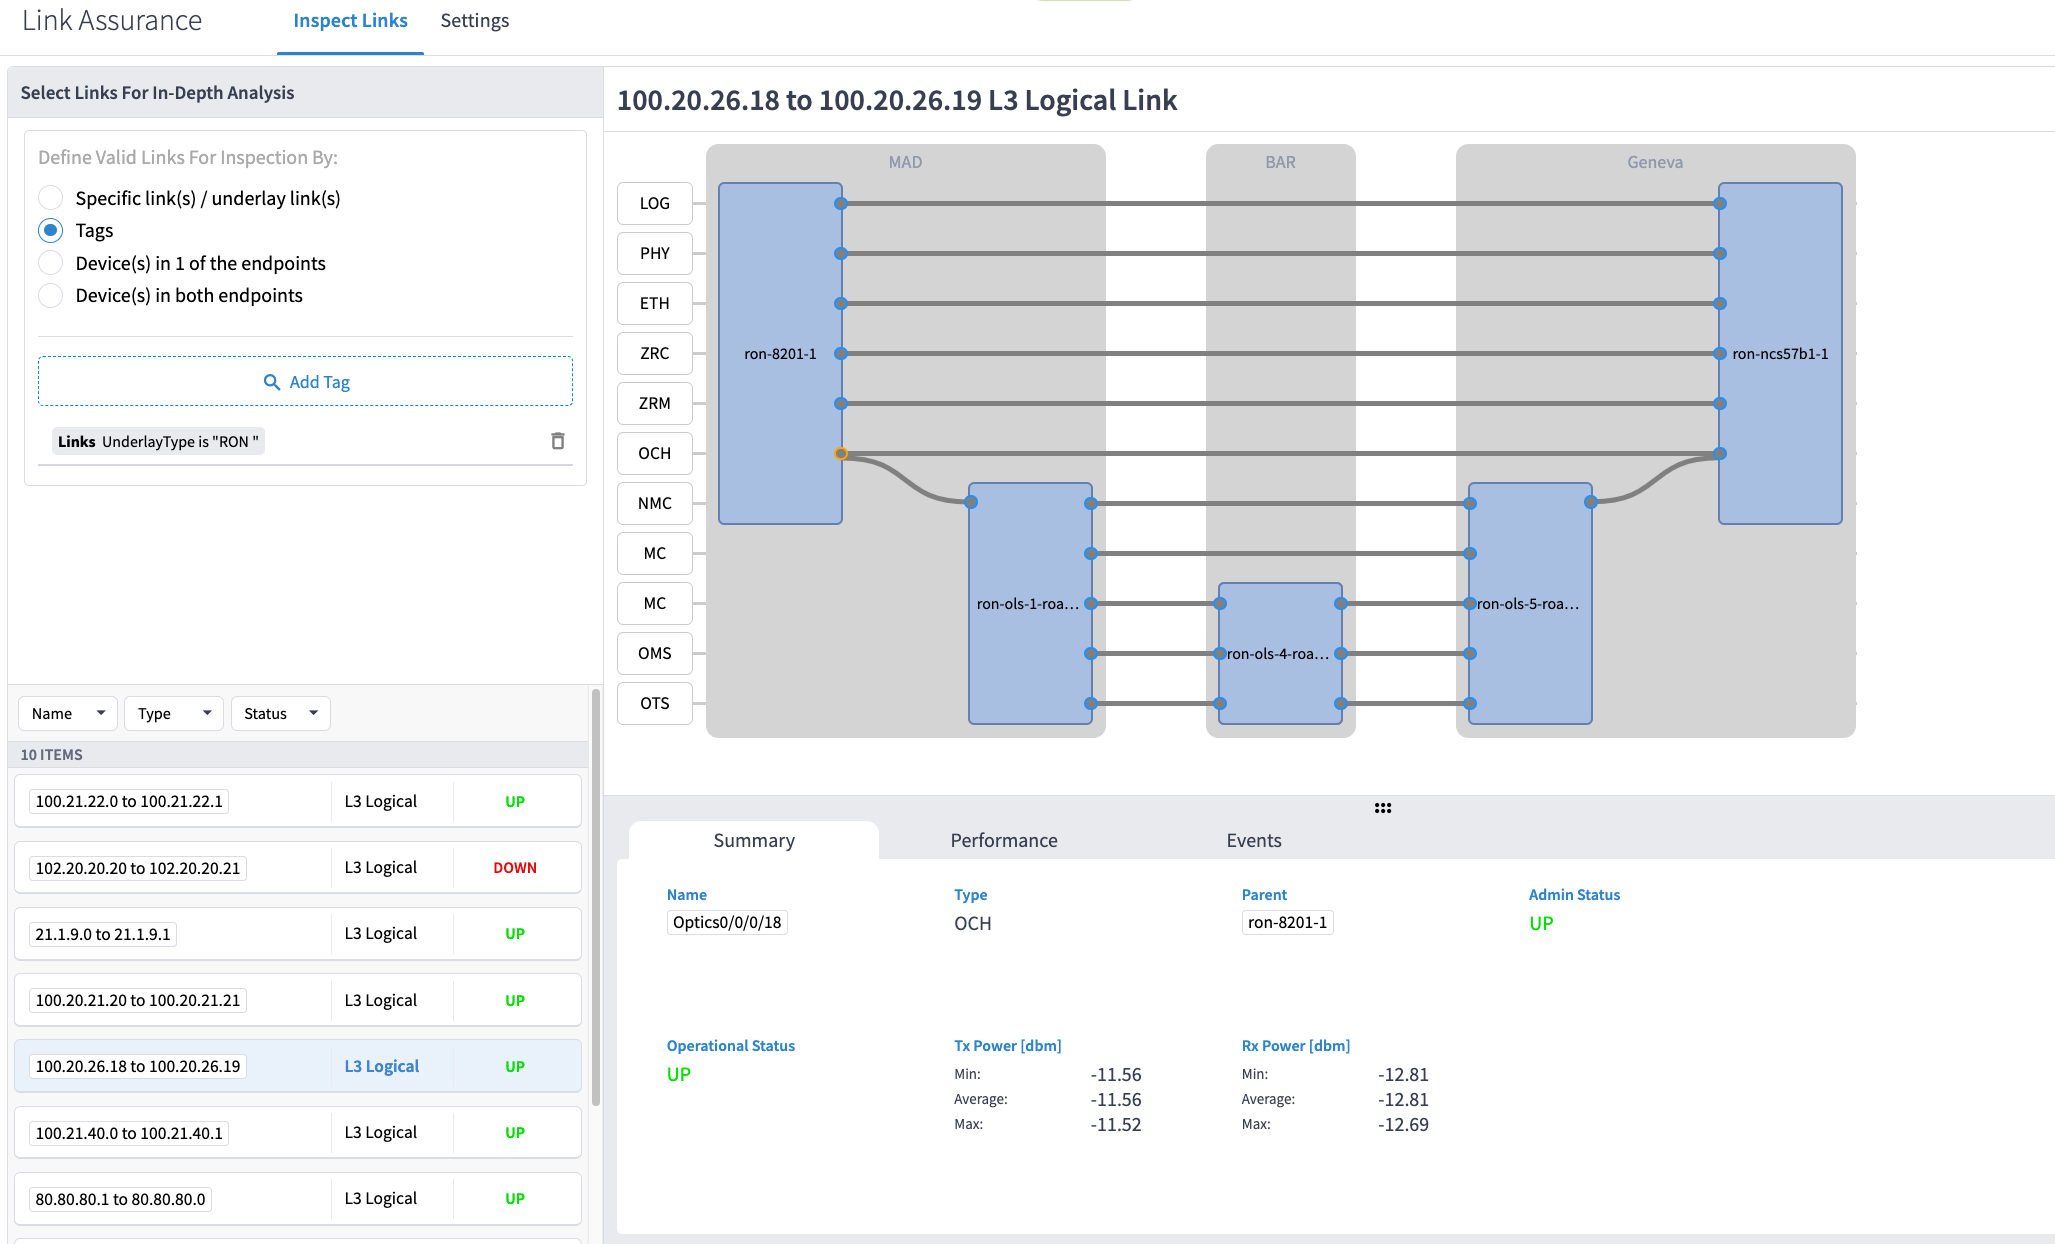 Link Assurance
Inspect Links
Settings
Select Links For In-Depth Analysis
Define Valid Links For Inspection By:
Specific link(s) / underlay link(s)
Tags
Device(s) in 1 of the endpoints
Device(s) in both endpoints
Add Tag
Links UnderlayType is "RON "
Name
Type
Status
10 ITEMS
100.21.22.0 to 100.21.22.1 L3 Logical UP
102.20.20.20 to 102.20.20.21 L3 Logical DOWN
21.1.9.0 to 21.1.9.1 L3 Logical UP
100.20.21.20 to 100.20.21.21 L3 Logical UP
100.20.26.18 to 100.20.26.19 L3 Logical UP
100.21.40.0 to 100.21.40.1 L3 Logical UP
80.80.80.1 to 80.80.80.0 L3 Logical UP
100.20.26.18 to 100.20.26.19 L3 Logical Link
MAD
BAR
Geneva
LOG
PHY
ETH
ZRC
ZRM
OCH
NMC
MC
MC
OMS
OTS
ron-8201-1
ron-ncs57b1-1
ron-ols-1-roa...
ron-ols-4-roa...
ron-ols-5-roa...
Summary
Performance
Events
Name
Optics0/0/0/18
Type
OCH
Parent
ron-8201-1
Admin Status
UP
Operational Status
UP
Tx Power [dbm]
Min: -11.56
Average: -11.56
Max: -11.52
Rx Power [dbm]
Min: -12.81
Average: -12.81
Max: -12.69